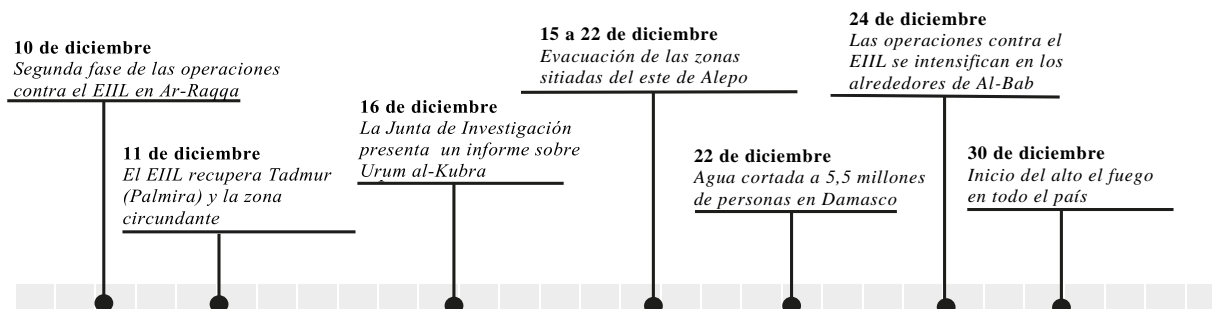 10 de diciembre
Segunda fase de las operaciones
contra el EIIL en Ar-Raqqa
11 de diciembre
El EIIL recupera Tadmur
(Palmira) y la zona
circundante
16 de diciembre
La Junta de Investigación
presenta un informe sobre
Urum al-Kubra
15 a 22 de diciembre
Evacuación de las zonas
sitiadas del este de Alepo
22 de diciembre
Agua cortada a 5,5 millones
de personas en Damasco
24 de diciembre
Las operaciones contra el
EIIL se intensifican en los
alrededores de Al-Bab
30 de diciembre
Inicio del alto el fuego
en todo el país